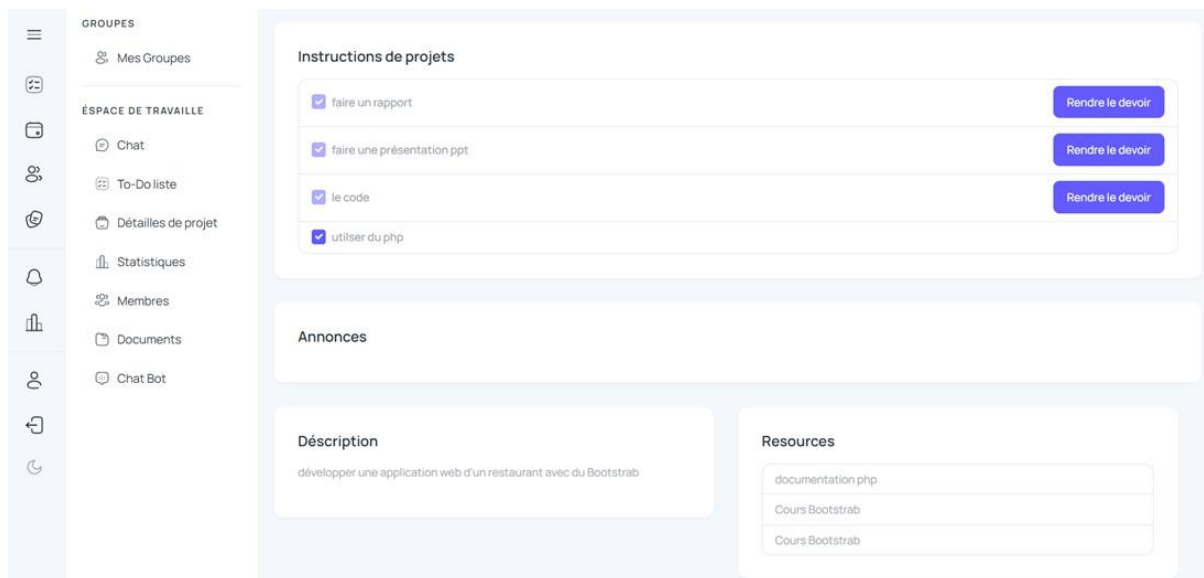 GROUPES
Mes Groupes
ÉSPACE DE TRAVAILLE
Chat
To-Do liste
Détailles de projet
Statistiques
Membres
Documents
Chat Bot
Instructions de projets
faire un rapport
Rendre le devoir
faire une présentation ppt
Rendre le devoir
le code
Rendre le devoir
utilser du php
Annonces
Déscription
développer une application web d'un restaurant avec du Bootstrab
Resources
documentation php
Cours Bootstrab
Cours Bootstrab